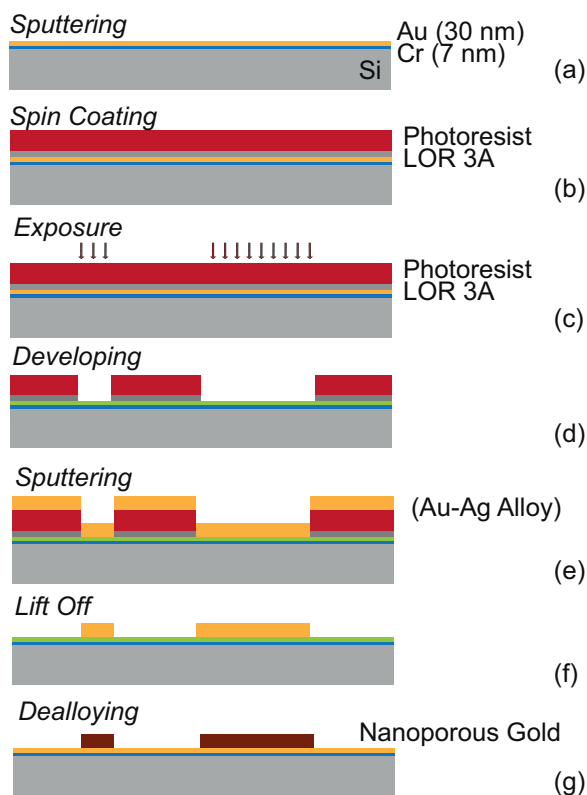 Sputtering
Au (30 nm)
Cr (7 nm)
Si
(a)
Spin Coating
Photoresist
LOR 3A
(b)
Exposure
Photoresist
LOR 3A
(c)
Developing
(d)
Sputtering
(Au-Ag Alloy)
(e)
Lift Off
(f)
Dealloying
Nanoporous Gold
(g)